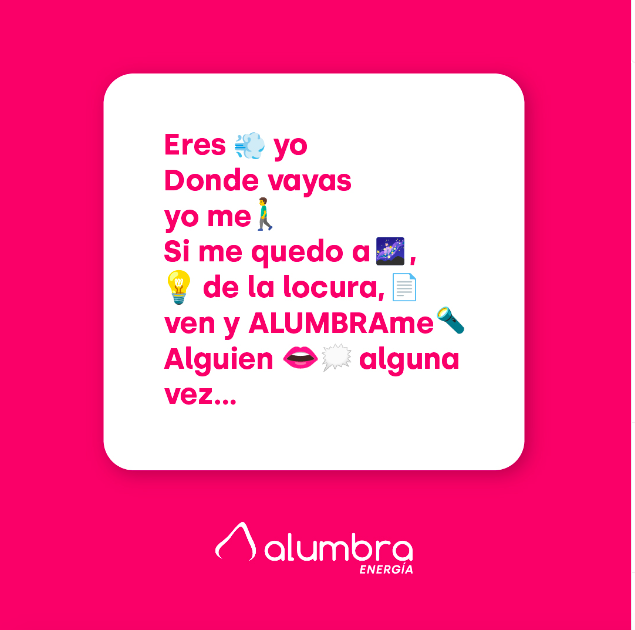 Eres 💨 yo
Donde vayas
yo me🚶‍♂️
Si me quedo a🌌,
💡 de la locura,📄
ven y ALUMBRAme🔦
Alguien 👄🗯️ alguna
vez...
alumbra
ENERGÍA